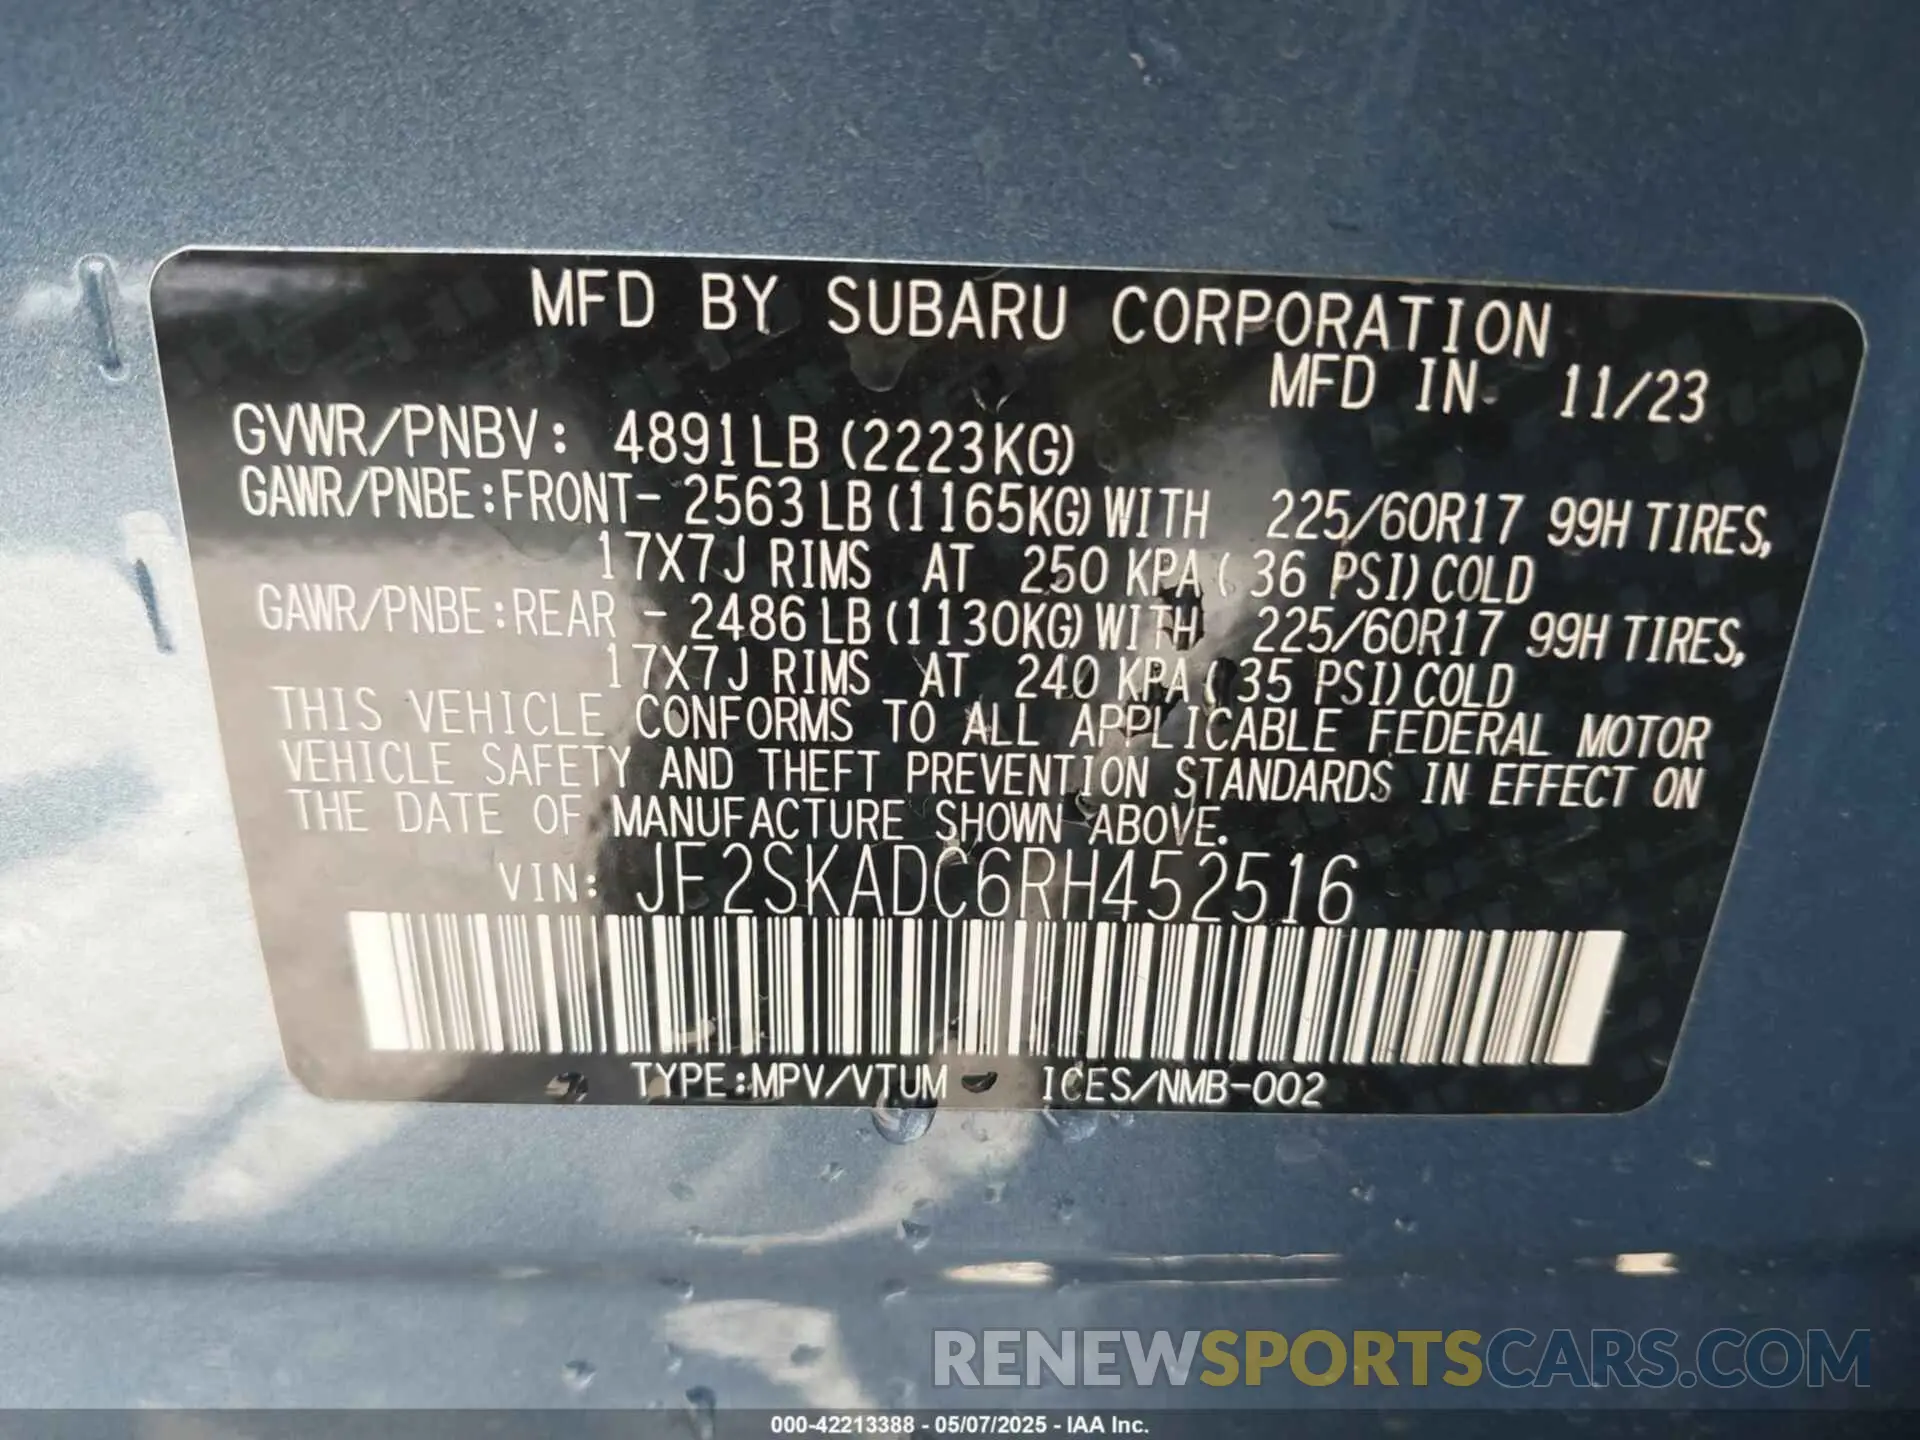 MFD BY SUBARU CORPORATION
MFD IN 11/23
GVWR/PNBV: 4891LB (2223KG)
GAWR/PNBE:FRONT- 2563LB(1165KG)WITH 225/60R17 99H TIRES,
17X7J RIMS AT 250 KPA( 36 PSI)COLD
GAWR/PNBE:REAR - 2486LB(1130KG)WITH 225/60R17 99H TIRES,
17X7J RIMS AT 240 KPA( 35 PSI)COLD
THIS VEHICLE CONFORMS TO ALL APPLICABLE FEDERAL MOTOR
VEHICLE SAFETY AND THEFT PREVENTION STANDARDS IN EFFECT ON
THE DATE OF MANUFACTURE SHOWN ABOVE.
VIN: JF2SKADC6RH452516
TYPE:MPV/VTUM ICES/NMB-002
RENEWSPORTSCARS.COM
000-42213388 - 05/07/2025 - IAA Inc.